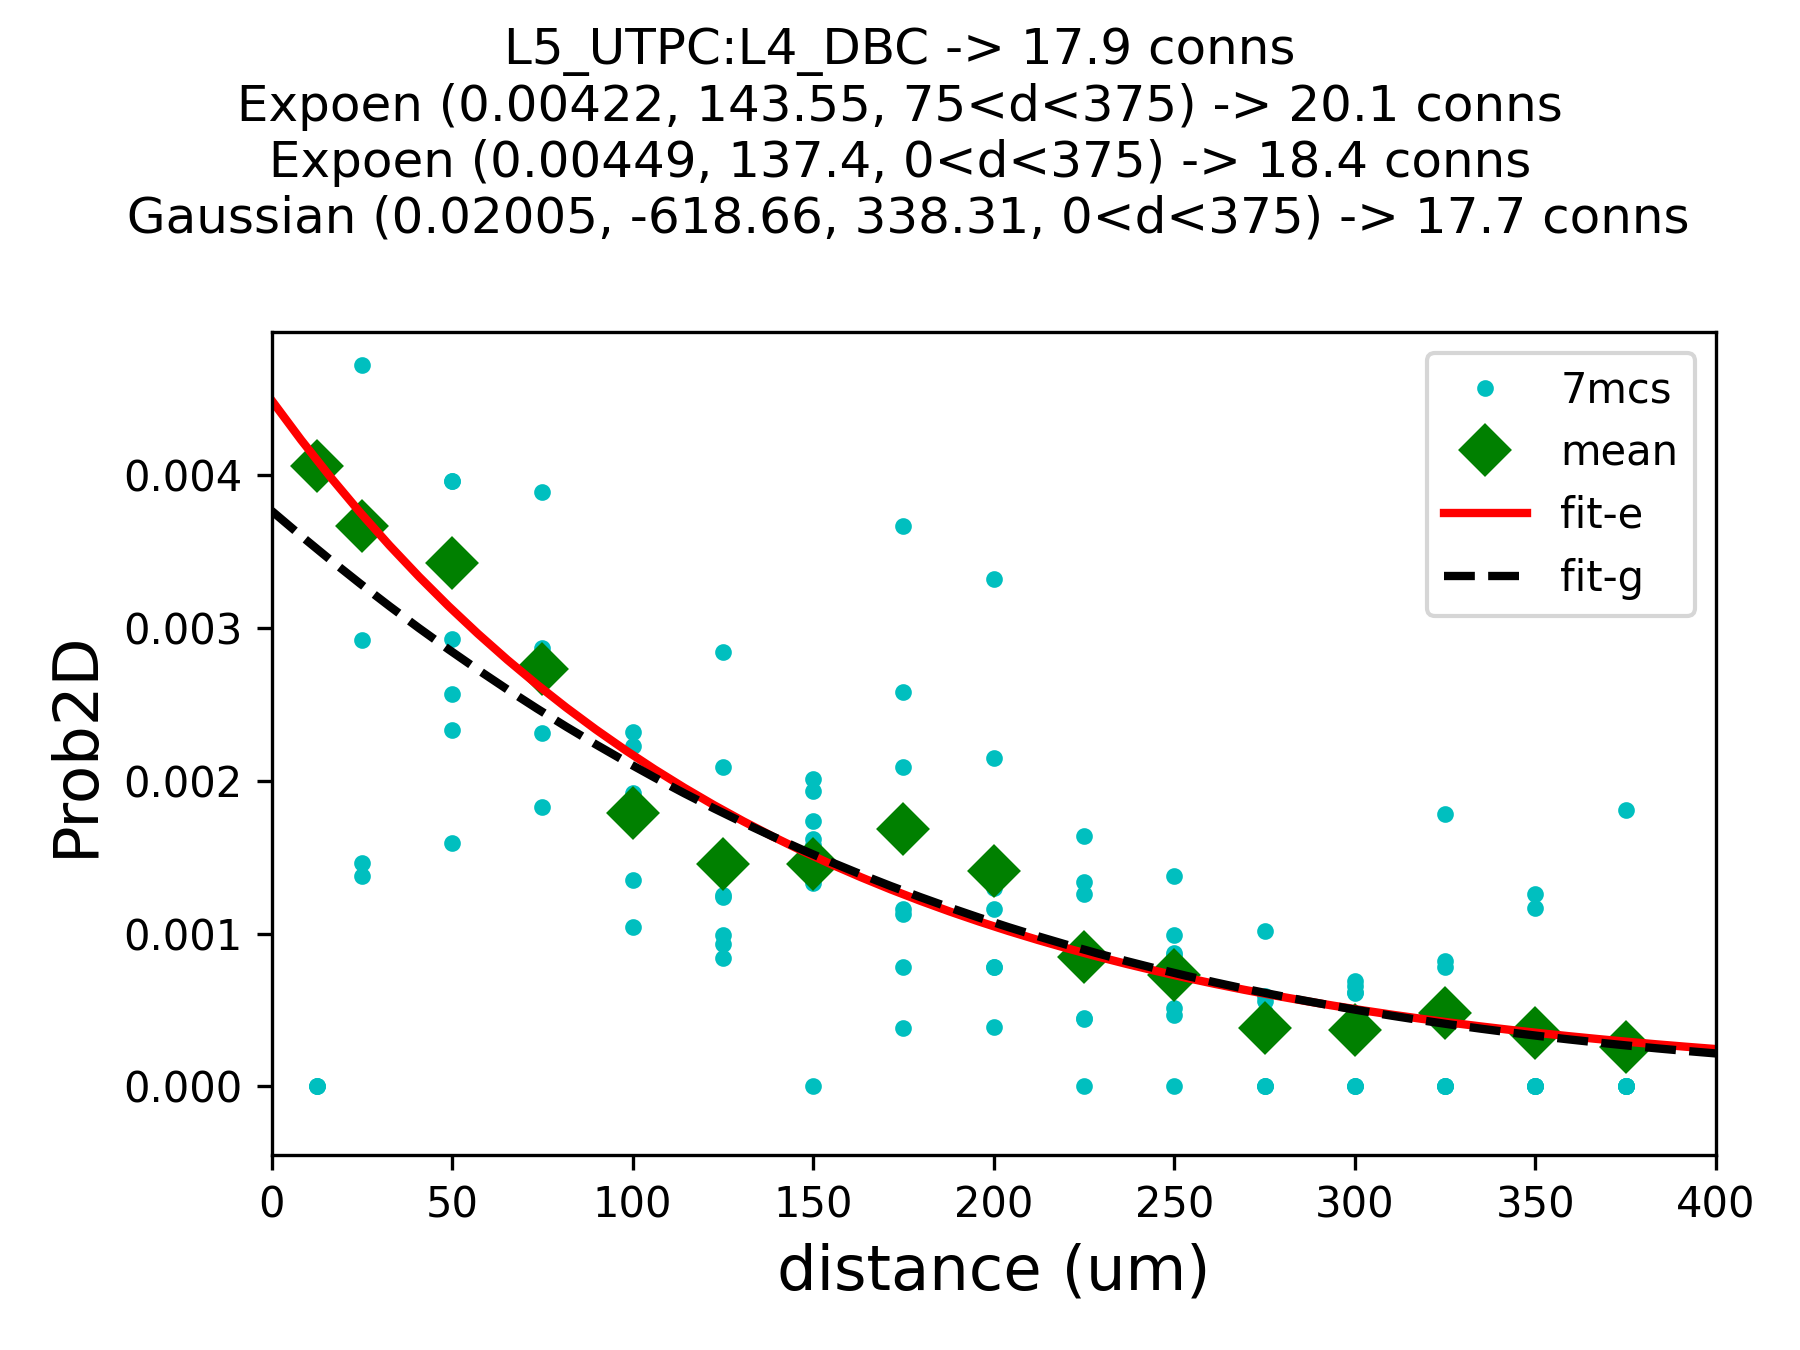 L5_UTPC:L4_DBC -> 17.9 conns
Expoen (0.00422, 143.55, 75<d<375) -> 20.1 conns
Expoen (0.00449, 137.4, 0<d<375) -> 18.4 conns
Gaussian (0.02005, -618.66, 338.31, 0<d<375) -> 17.7 conns
7mcs
mean
fit-e
fit-g
Prob2D
0.004
0.003
0.002
0.001
0.000
0 50 100 150 200 250 300 350 400
distance (um)